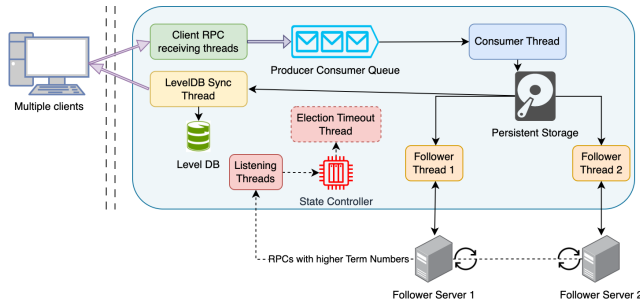 Client RPC
receiving threads
Producer Consumer Queue
Consumer Thread
Multiple clients
LevelDB Sync
Thread
Level DB
Election Timeout
Thread
Persistent Storage
Listening
Threads
State Controller
Follower
Thread 1
Follower
Thread 2
RPCs with higher Term Numbers
Follower Server 1
Follower Server 2